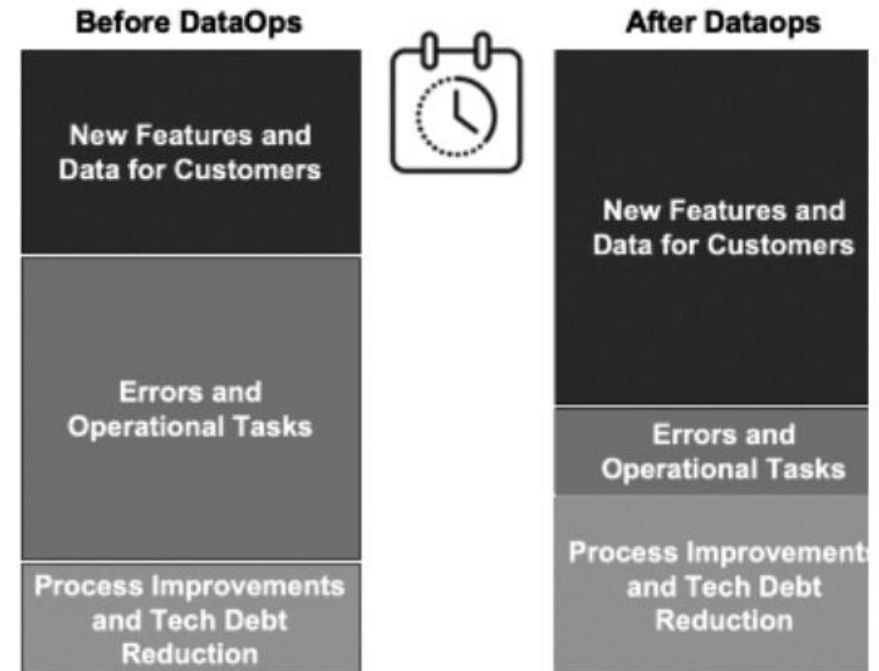 Before DataOps
New Features and
Data for Customers
Errors and
Operational Tasks
Process Improvements
and Tech Debt
Reduction
After Dataops
New Features and
Data for Customers
Errors and
Operational Tasks
Process Improvements
and Tech Debt
Reduction